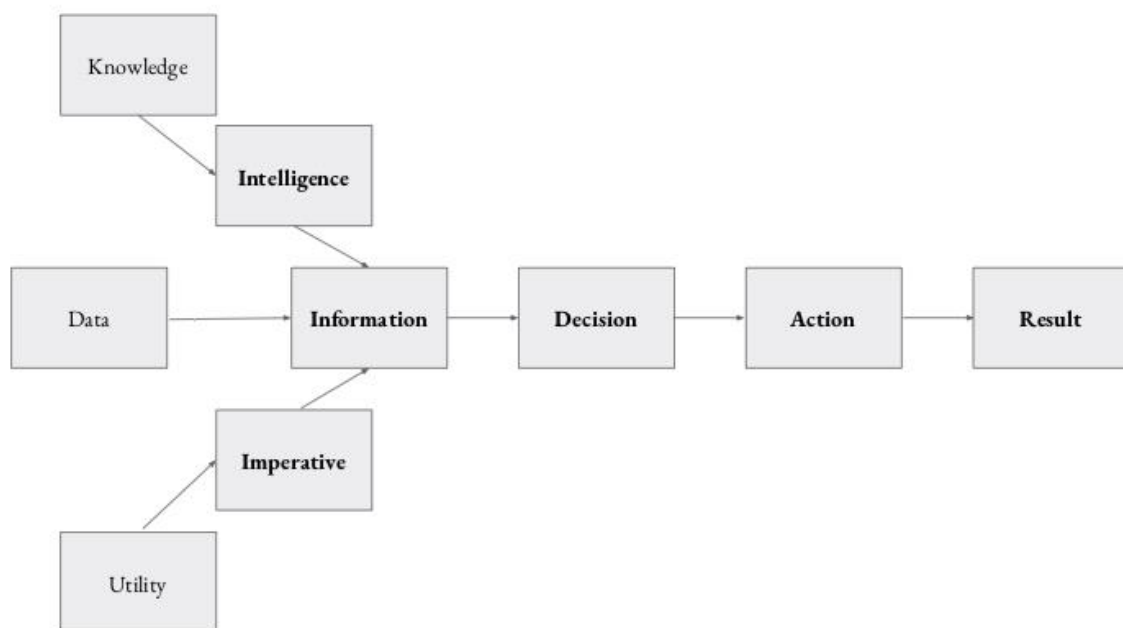 Knowledge
Intelligence
Data
Information
Decision
Action
Result
Imperative
Utility